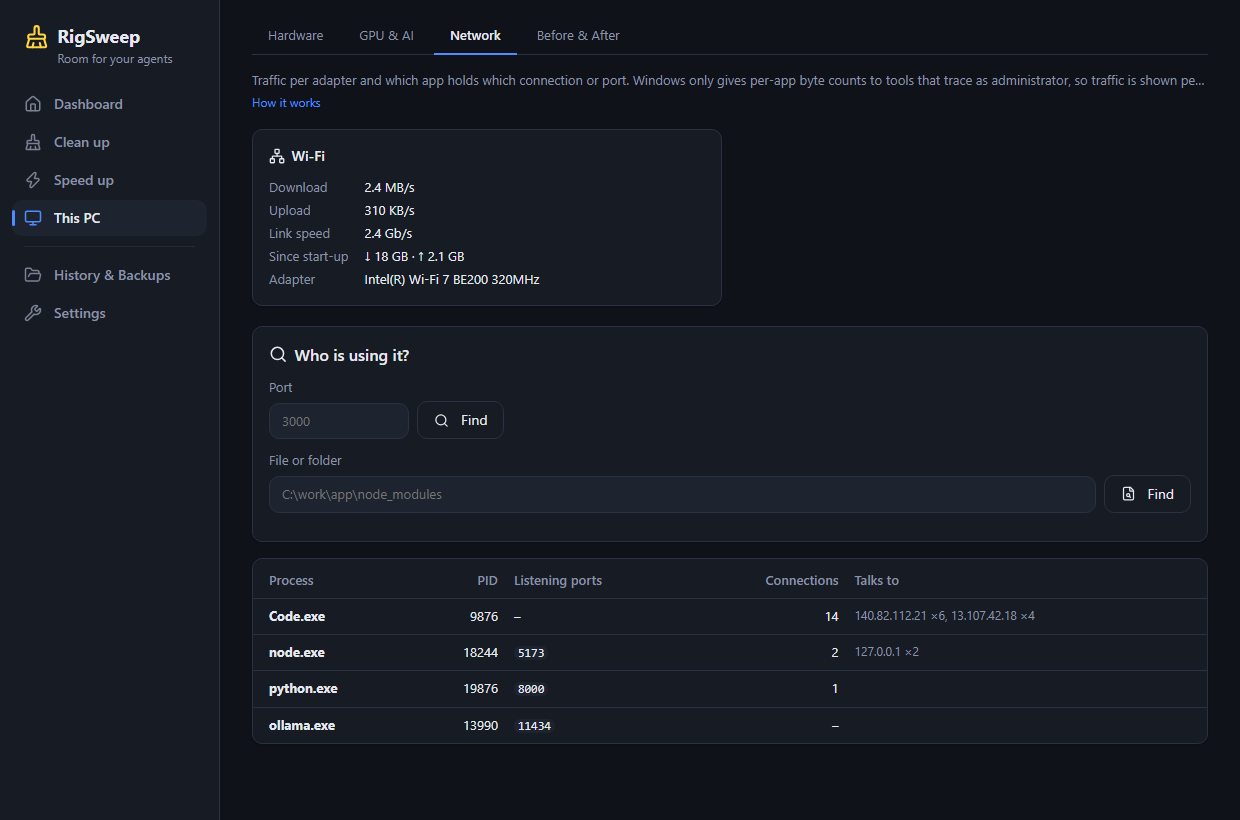 RigSweep
Room for your agents
Dashboard
Clean up
Speed up
This PC
History & Backups
Settings
Hardware GPU & AI Network Before & After
Traffic per adapter and which app holds which connection or port. Windows only gives per-app byte counts to tools that trace as administrator, so traffic is shown pe...
How it works
Wi-Fi
Download 2.4 MB/s
Upload 310 KB/s
Link speed 2.4 Gb/s
Since start-up ↓ 18 GB · ↑ 2.1 GB
Adapter Intel(R) Wi-Fi 7 BE200 320MHz
Who is using it?
Port
3000 Find
File or folder
C:\work\app\node_modules Find
Process PID Listening ports Connections Talks to
Code.exe 9876 – 14 140.82.112.21 ×6, 13.107.42.18 ×4
node.exe 18244 5173 2 127.0.0.1 ×2
python.exe 19876 8000 1
ollama.exe 13990 11434 –